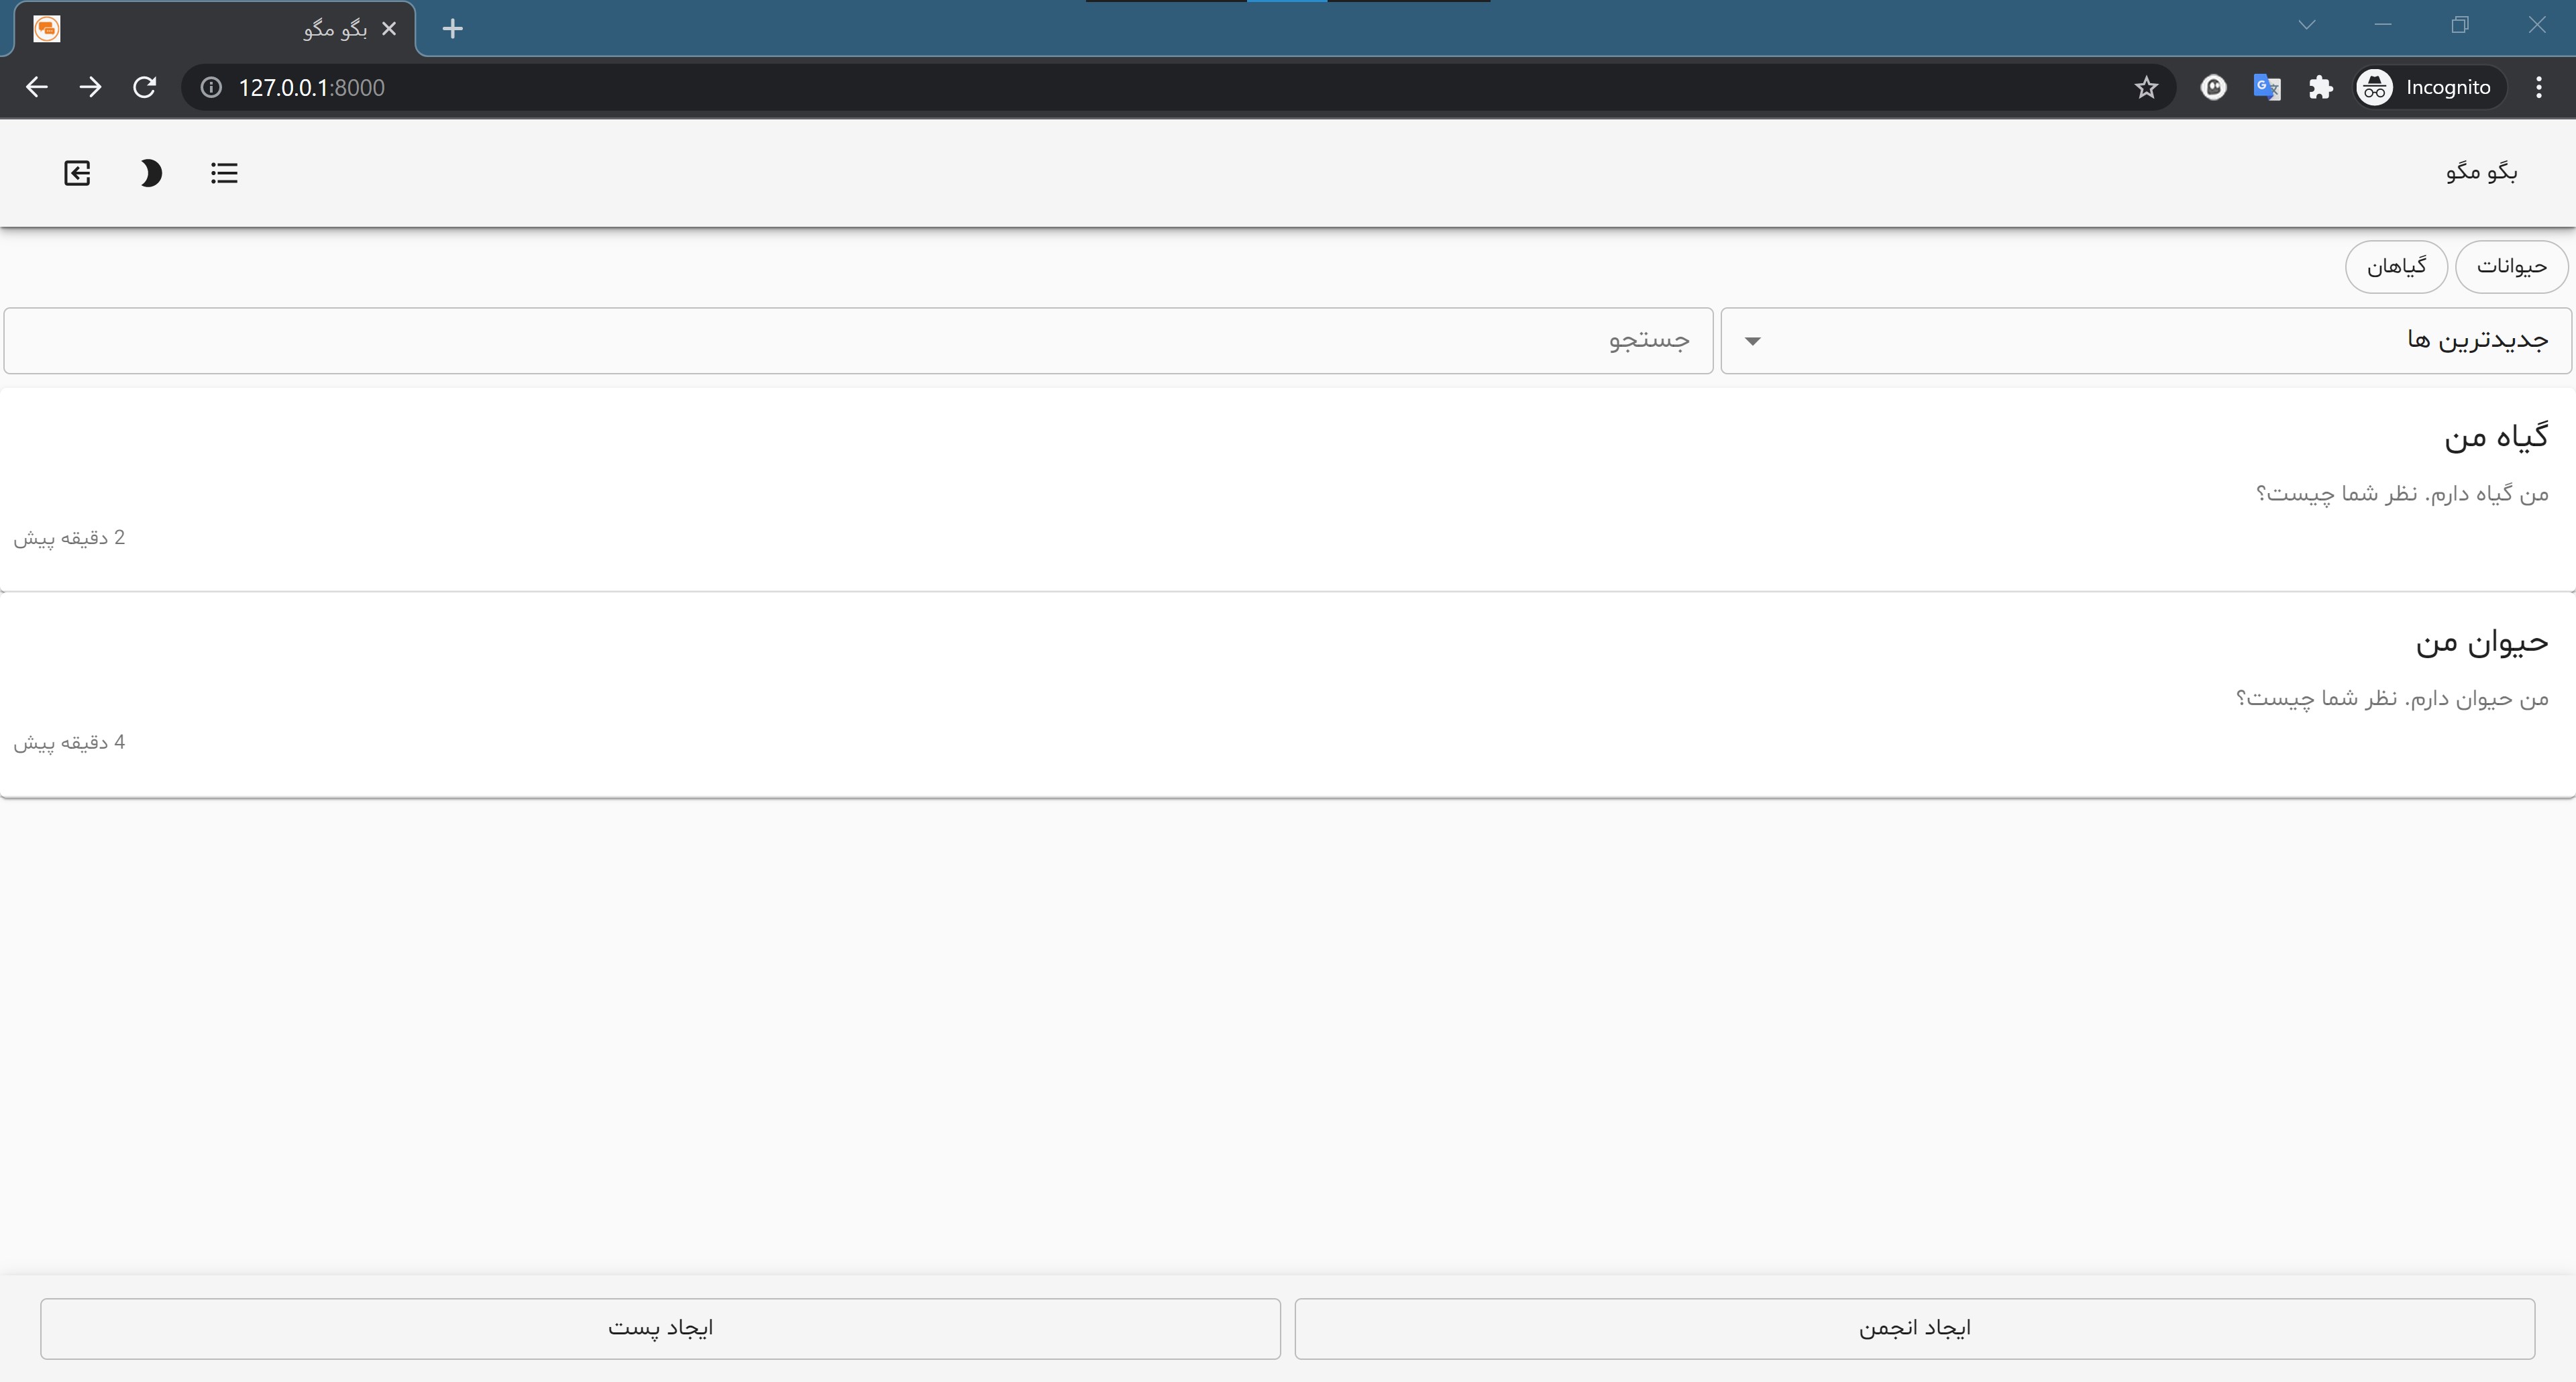 بگو مگو
127.0.0.1:8000
Incognito
بگو مگو
حیوانات
گیاهان
جدیدترین ها
جستجو
گیاه من
من گیاه دارم. نظر شما چیست؟
2 دقیقه پیش
حیوان من
من حیوان دارم. نظر شما چیست؟
4 دقیقه پیش
ایجاد انجمن
ایجاد پست